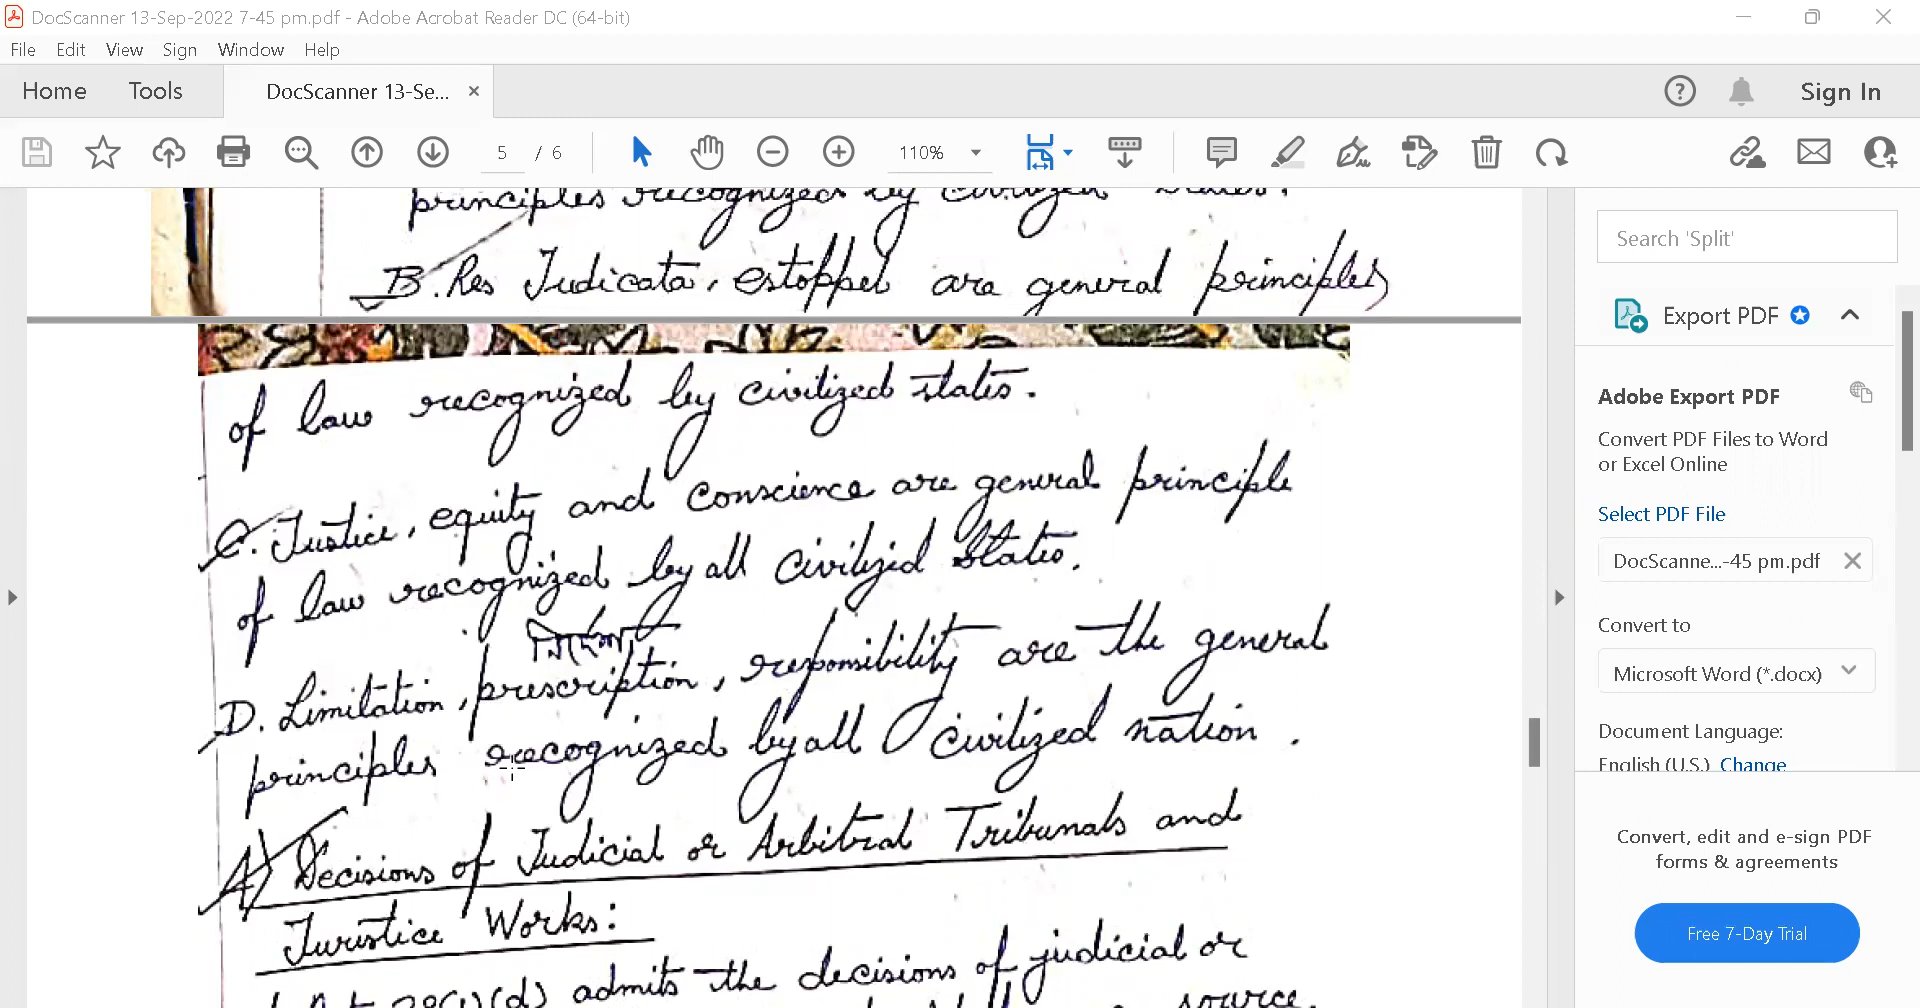 DocScanner 13-Sep-2022 7-45 pm.pdf - Adobe Acrobat Reader DC (64-bit)
File Edit View Sign Window Help
Home Tools DocScanner 13-Se... × Sign In
5 / 6 110%
principles recognized by civilized states.
B. Res Judicata, estoppel are general principles
of law recognized by civilized states.
C. Justice, equity and conscience are general principle
of law recognized by all civilized States.
D. Limitation, prescription, responsibility are the general
principles recognized by all civilized nation.
4) Decisions of Judicial or Arbitral Tribunals and
Juristice Works:
Art 38(1)(d) admits the decisions of judicial or
source.
Search 'Split'
Export PDF
Adobe Export PDF
Convert PDF Files to Word
or Excel Online
Select PDF File
DocScanne...-45 pm.pdf
Convert to
Microsoft Word (*.docx)
Document Language:
English (U.S.) Change
Convert, edit and e-sign PDF
forms & agreements
Free 7-Day Trial